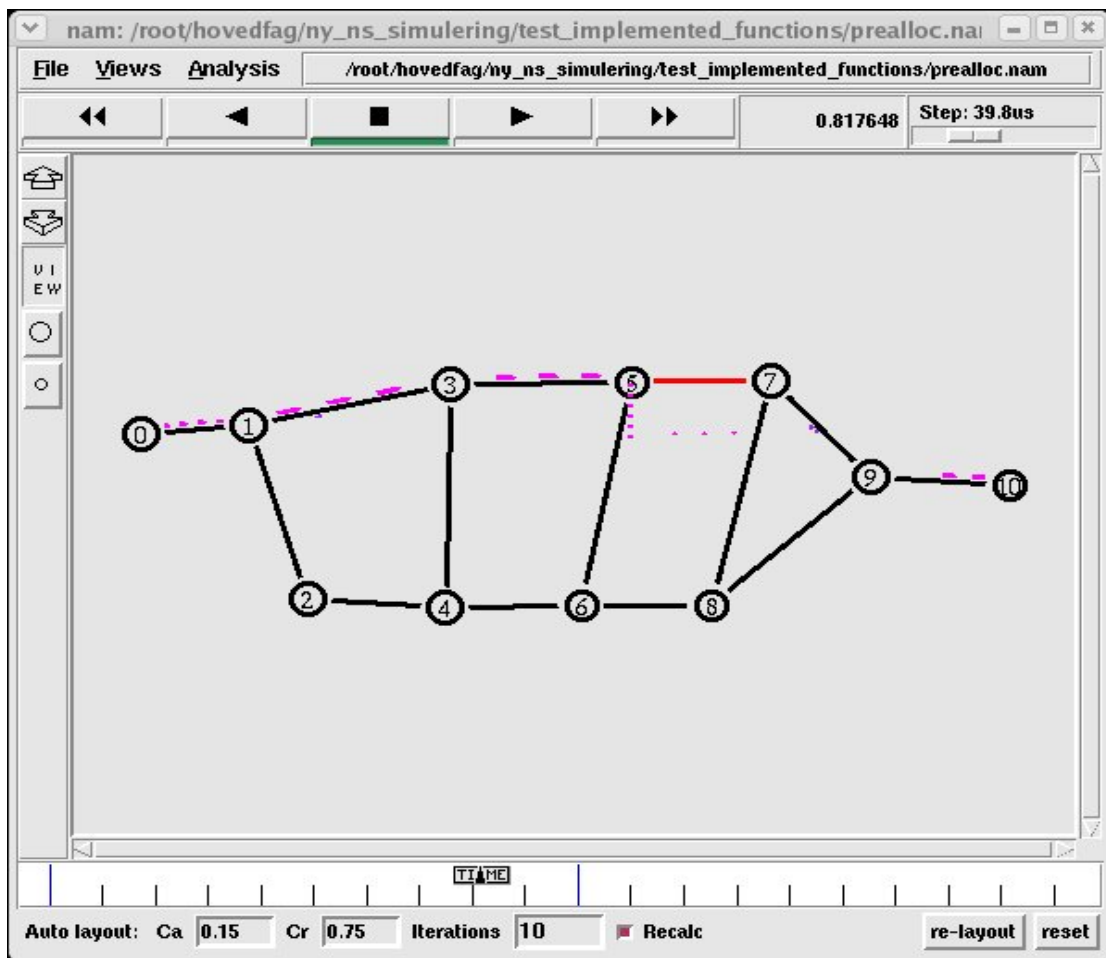 nam: /root/hovedfag/ny_ns_simulering/test_implemented_functions/prealloc.nai
File Views Analysis /root/hovedfag/ny_ns_simulering/test_implemented_functions/prealloc.nam
0.817648 Step: 39.8us
V I
E W
3 5 7
0 1
9 10
2 4 6 8
TIME
Auto layout: Ca 0.15 Cr 0.75 Iterations 10 Recalc re-layout reset